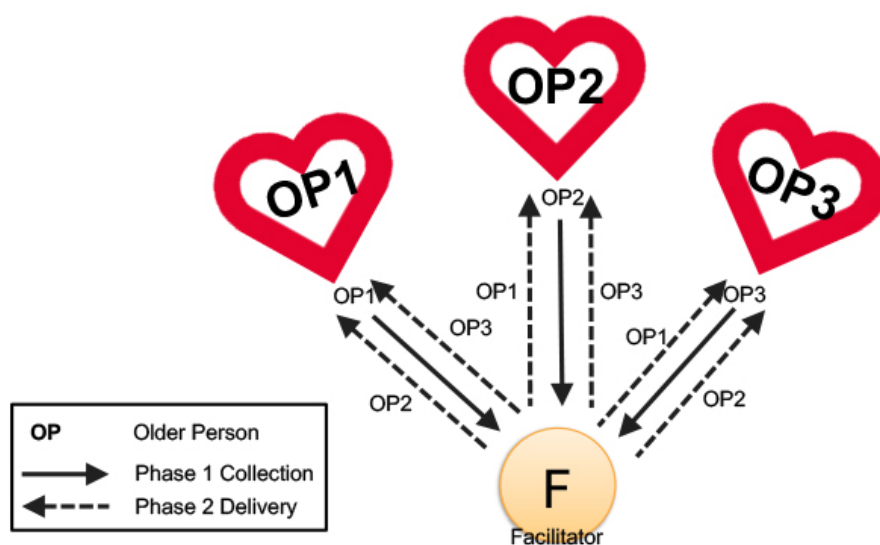 OP2
OP1
OP3
OP2
OP1
OP3
OP1
OP3
OP3
OP1
OP2
OP2
OP Older Person
Phase 1 Collection
Phase 2 Delivery
F
Facilitator